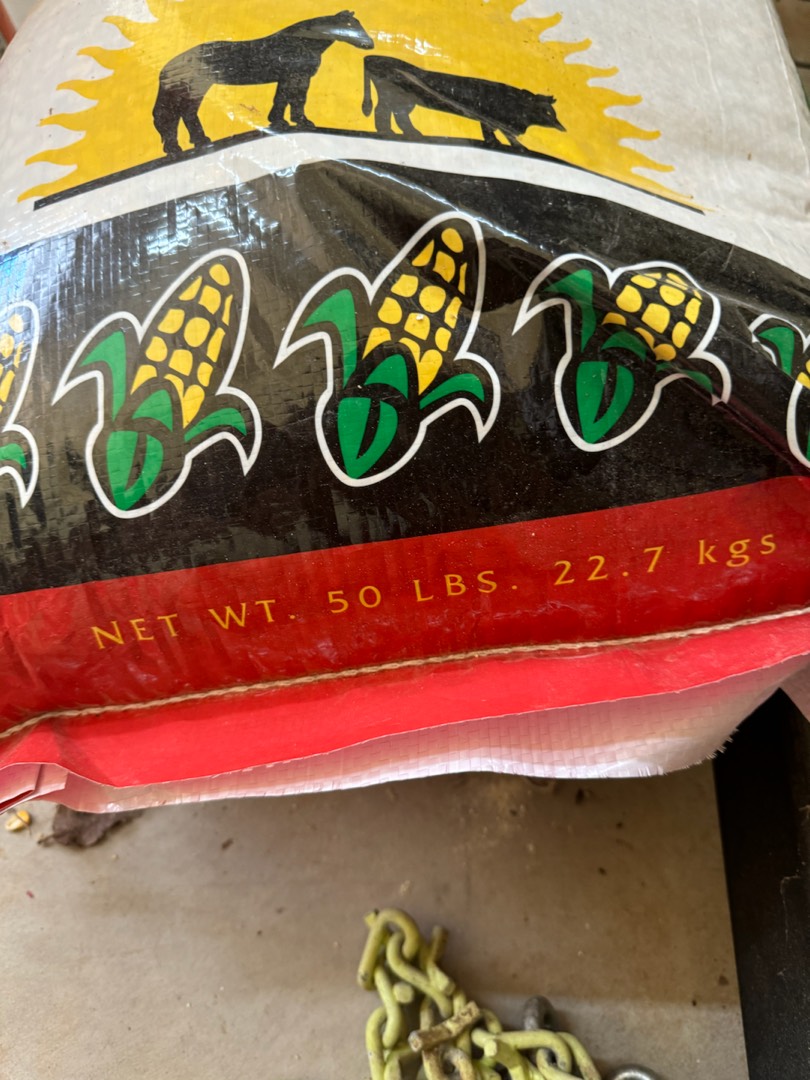 NET WT. 50 LBS. 22.7 kgs